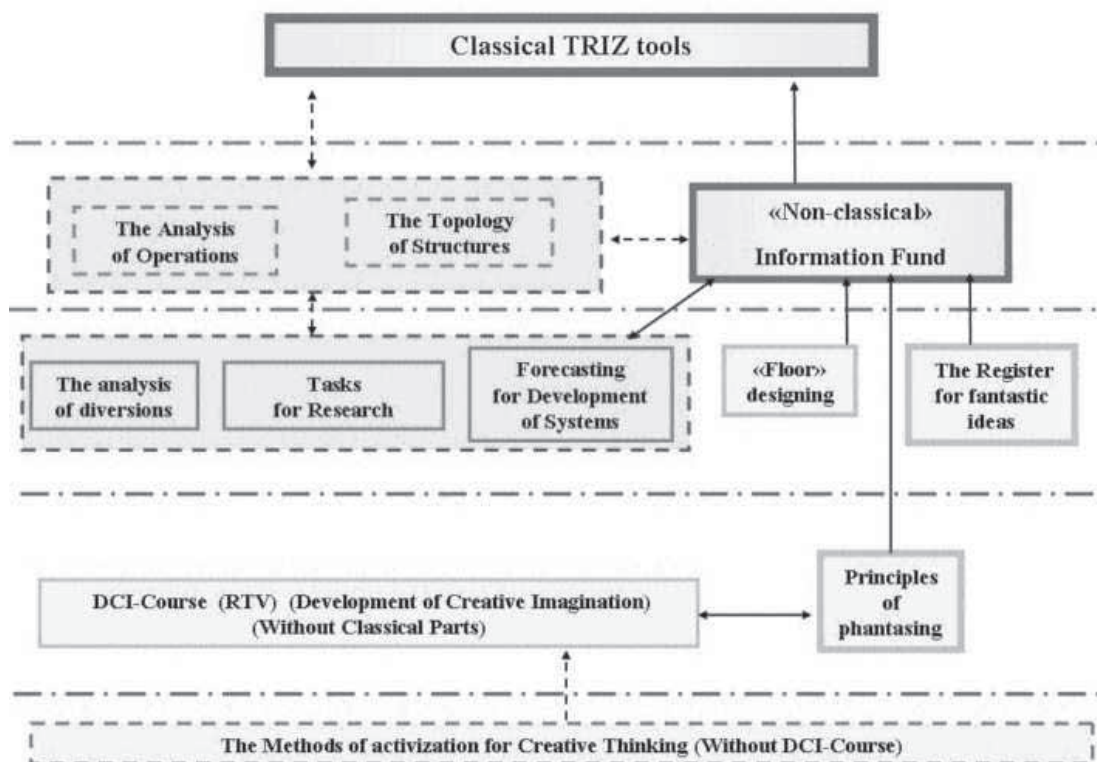 Classical TRIZ tools
The Analysis
of Operations
The Topology
of Structures
«Non-classical»
Information Fund
The analysis
of diversions
Tasks
for Research
Forecasting
for Development
of Systems
«Floor»
designing
The Register
for fantastic
ideas
DCI-Course (RTV) (Development of Creative Imagination)
(Without Classical Parts)
Principles
of
phantasing
The Methods of activization for Creative Thinking (Without DCI-Course)